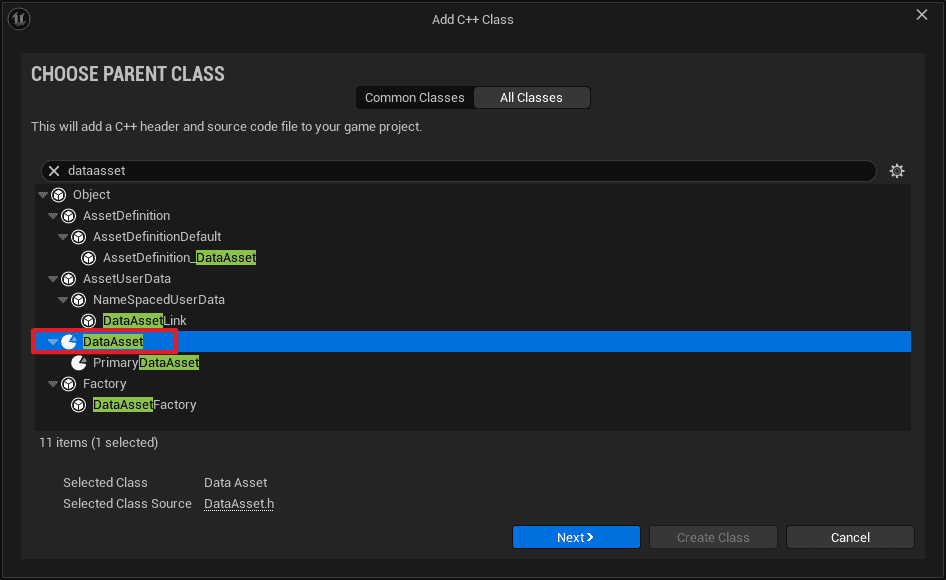 Add C++ Class
CHOOSE PARENT CLASS
Common Classes All Classes
This will add a C++ header and source code file to your game project.
dataasset
Object
AssetDefinition
AssetDefinitionDefault
AssetDefinition_DataAsset
AssetUserData
NameSpacedUserData
DataAssetLink
DataAsset
PrimaryDataAsset
Factory
DataAssetFactory
11 items (1 selected)
Selected Class Data Asset
Selected Class Source DataAsset.h
Next Create Class Cancel